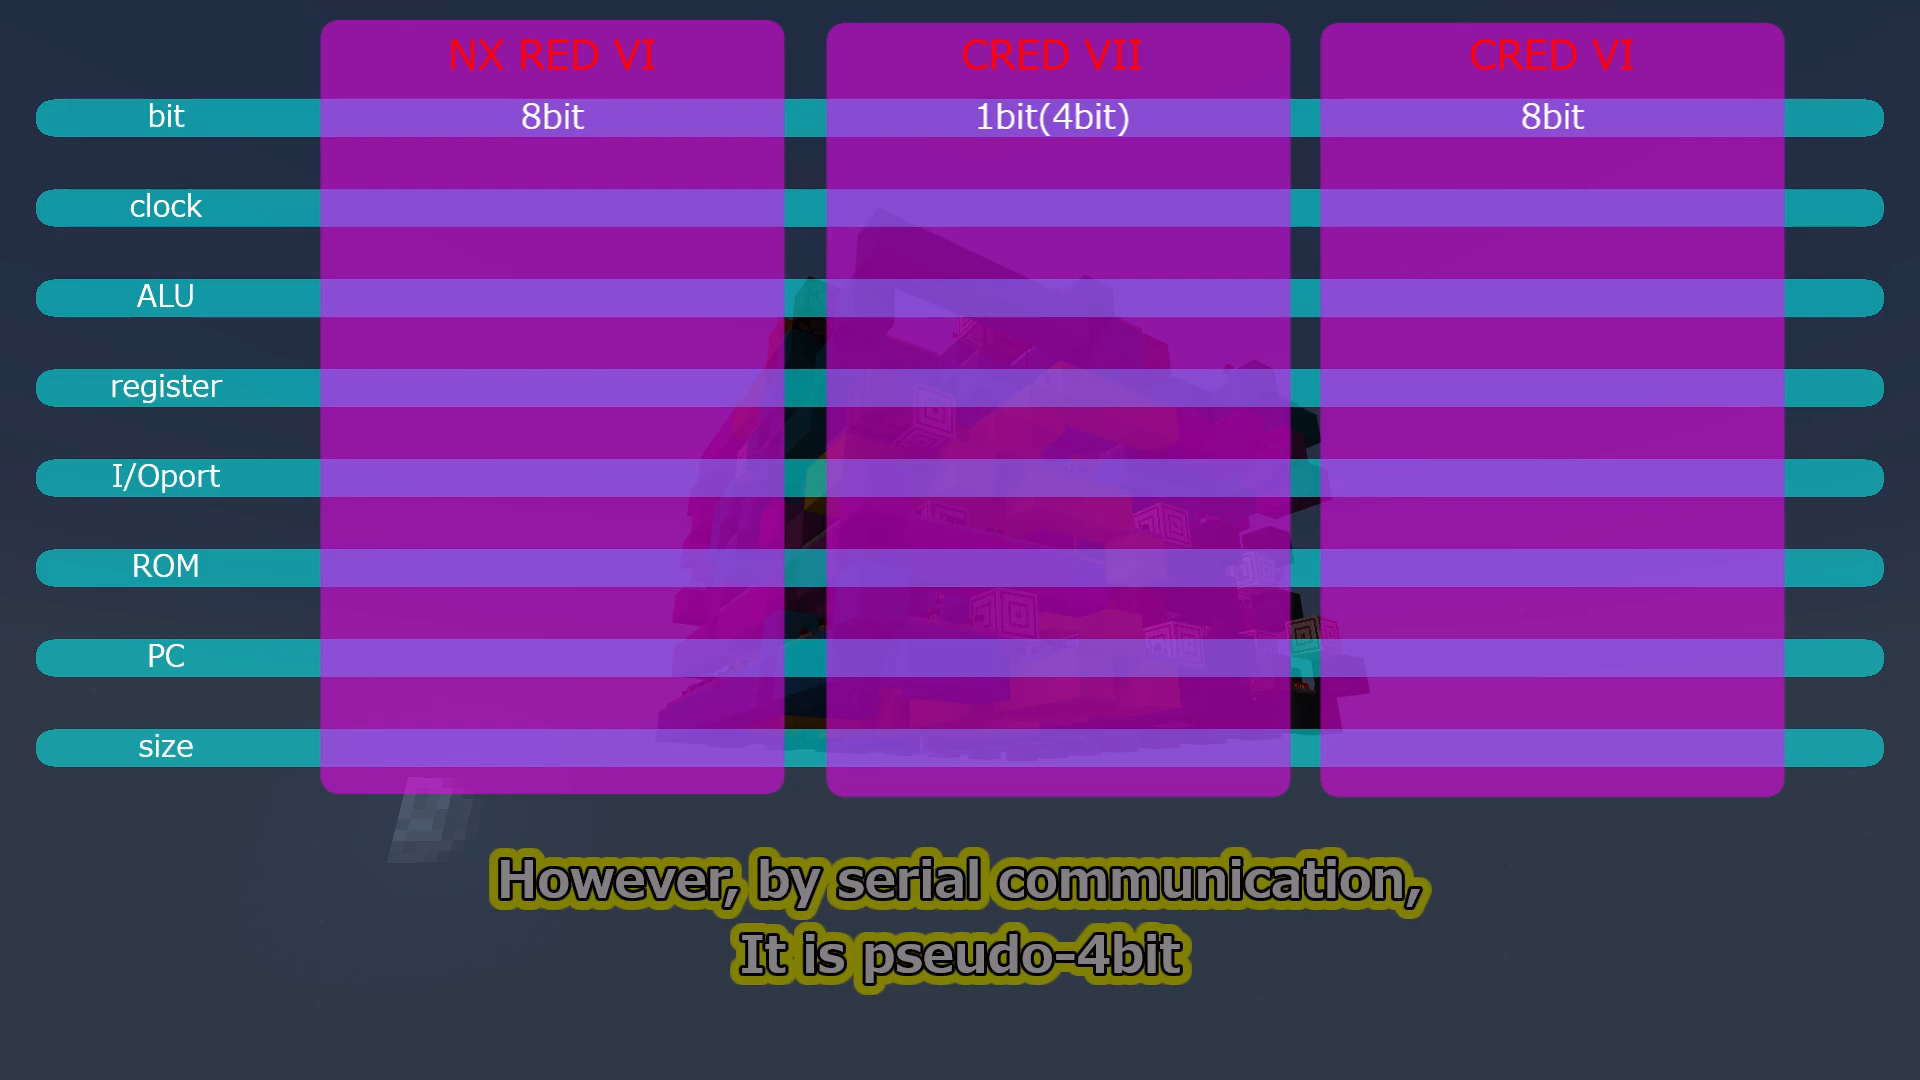 NX RED VI CRED VII CRED VI
bit 8bit 1bit(4bit) 8bit
clock
ALU
register
I/Oport
ROM
PC
size
However, by serial communication,
It is pseudo-4bit